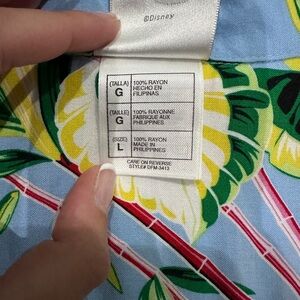 ©Disney
(TALLA) G 100% RAYON
HECHO EN
FILIPINAS
(TAILLE) G 100% RAYONNE
FABRIQUE AUX
PHILIPPINES
(SIZE) L 100% RAYON
MADE IN
PHILIPPINES
CARE ON REVERSE
STYLE# DFM-3413